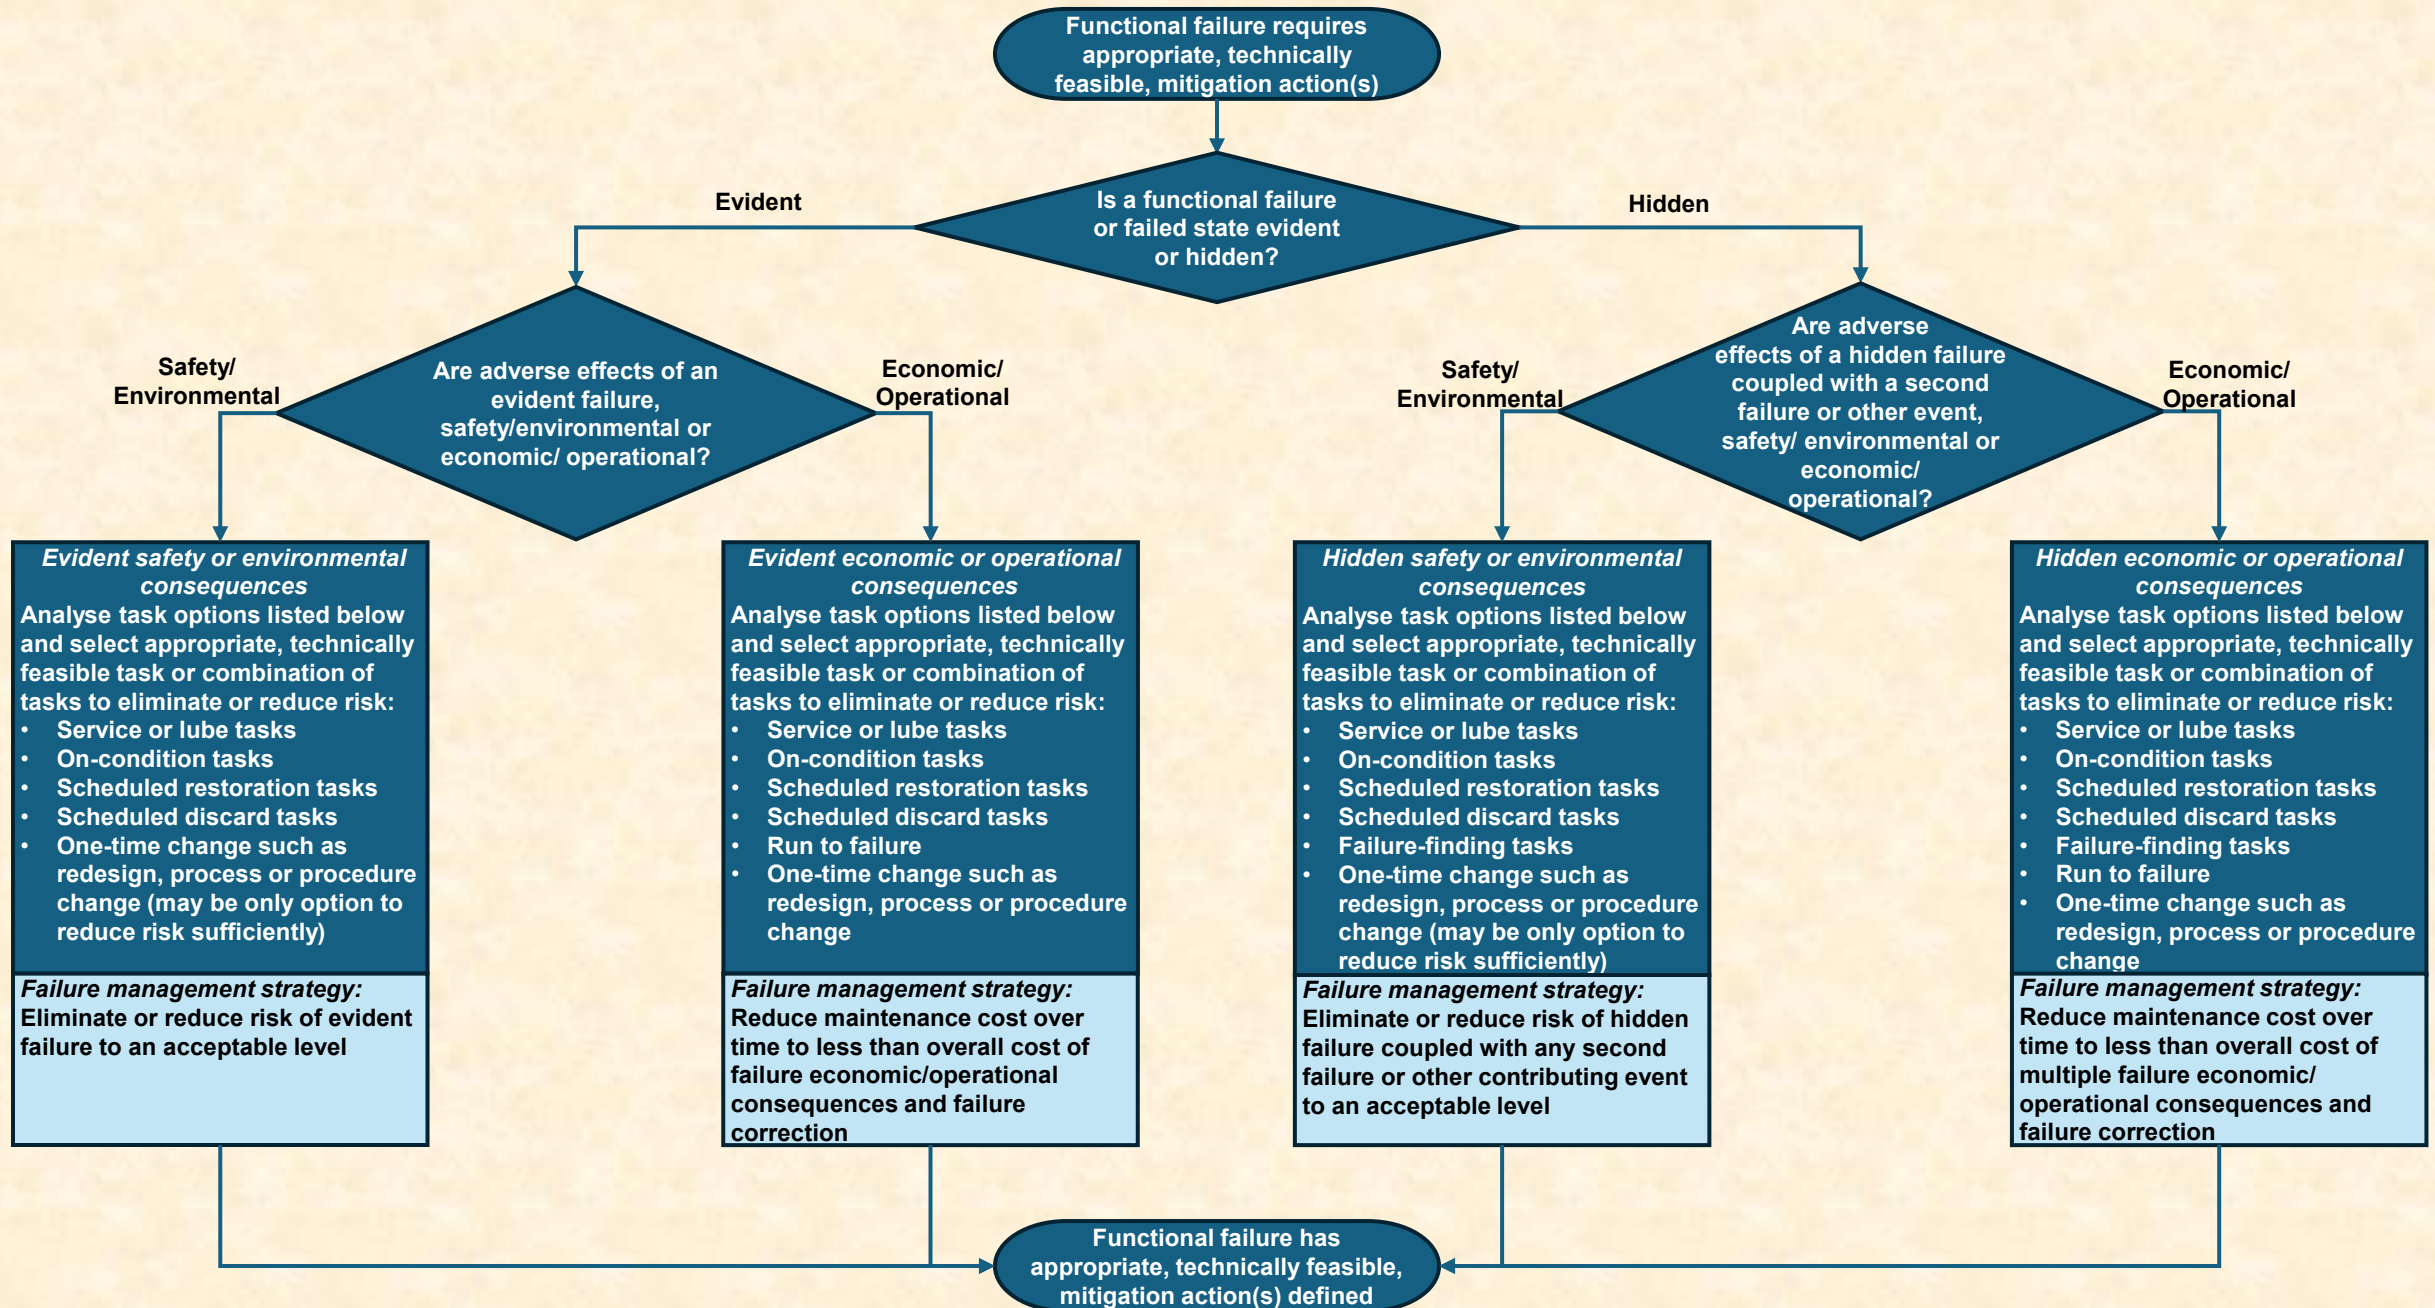 Functional failure requires
appropriate, technically
feasible, mitigation action(s)
Is a functional failure
or failed state evident
or hidden?
Evident
Hidden
Are adverse effects of an
evident failure,
safety/environmental or
economic/ operational?
Safety/
Environmental
Economic/
Operational
Are adverse
effects of a hidden failure
coupled with a second
failure or other event,
safety/ environmental or
economic/
operational?
Safety/
Environmental
Economic/
Operational
Evident safety or environmental
consequences
Analyse task options listed below
and select appropriate, technically
feasible task or combination of
tasks to eliminate or reduce risk:
• Service or lube tasks
• On-condition tasks
• Scheduled restoration tasks
• Scheduled discard tasks
• One-time change such as
redesign, process or procedure
change (may be only option to
reduce risk sufficiently)
Failure management strategy:
Eliminate or reduce risk of evident
failure to an acceptable level
Evident economic or operational
consequences
Analyse task options listed below
and select appropriate, technically
feasible task or combination of
tasks to eliminate or reduce risk:
• Service or lube tasks
• On-condition tasks
• Scheduled restoration tasks
• Scheduled discard tasks
• Run to failure
• One-time change such as
redesign, process or procedure
change
Failure management strategy:
Reduce maintenance cost over
time to less than overall cost of
failure economic/operational
consequences and failure
correction
Hidden safety or environmental
consequences
Analyse task options listed below
and select appropriate, technically
feasible task or combination of
tasks to eliminate or reduce risk:
• Service or lube tasks
• On-condition tasks
• Scheduled restoration tasks
• Scheduled discard tasks
• Failure-finding tasks
• One-time change such as
redesign, process or procedure
change (may be only option to
reduce risk sufficiently)
Failure management strategy:
Eliminate or reduce risk of hidden
failure coupled with any second
failure or other contributing event
to an acceptable level
Hidden economic or operational
consequences
Analyse task options listed below
and select appropriate, technically
feasible task or combination of
tasks to eliminate or reduce risk:
• Service or lube tasks
• On-condition tasks
• Scheduled restoration tasks
• Scheduled discard tasks
• Failure-finding tasks
• Run to failure
• One-time change such as
redesign, process or procedure
change
Failure management strategy:
Reduce maintenance cost over
time to less than overall cost of
multiple failure economic/
operational consequences and
failure correction
Functional failure has
appropriate, technically feasible,
mitigation action(s) defined